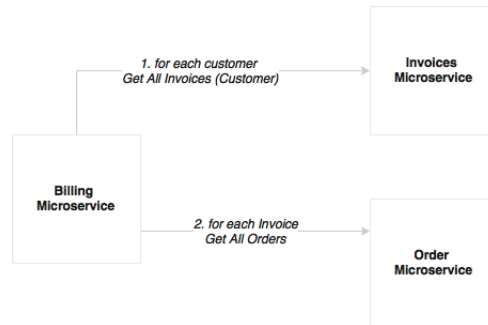 1. for each customer
Get All Invoices (Customer)
Invoices
Microservice
Billing
Microservice
2. for each Invoice
Get All Orders
Order
Microservice